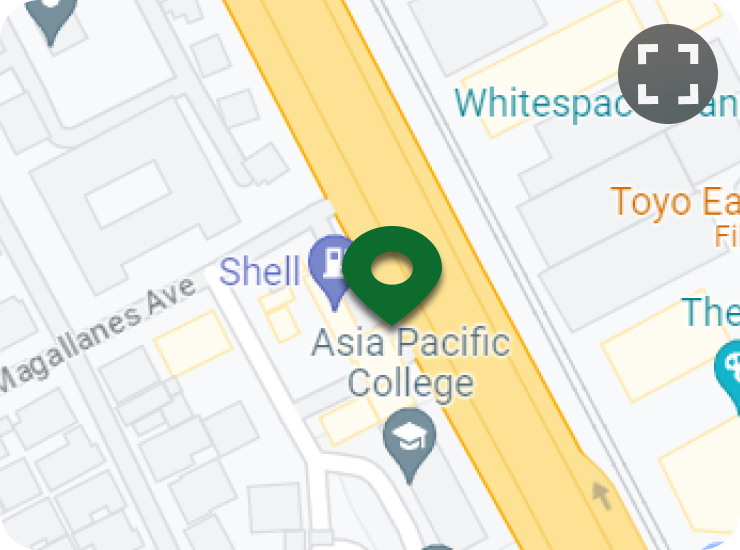 Whitespac
Toyo Ea
Fi
Shell
The
Magallanes Ave
Asia Pacific
College